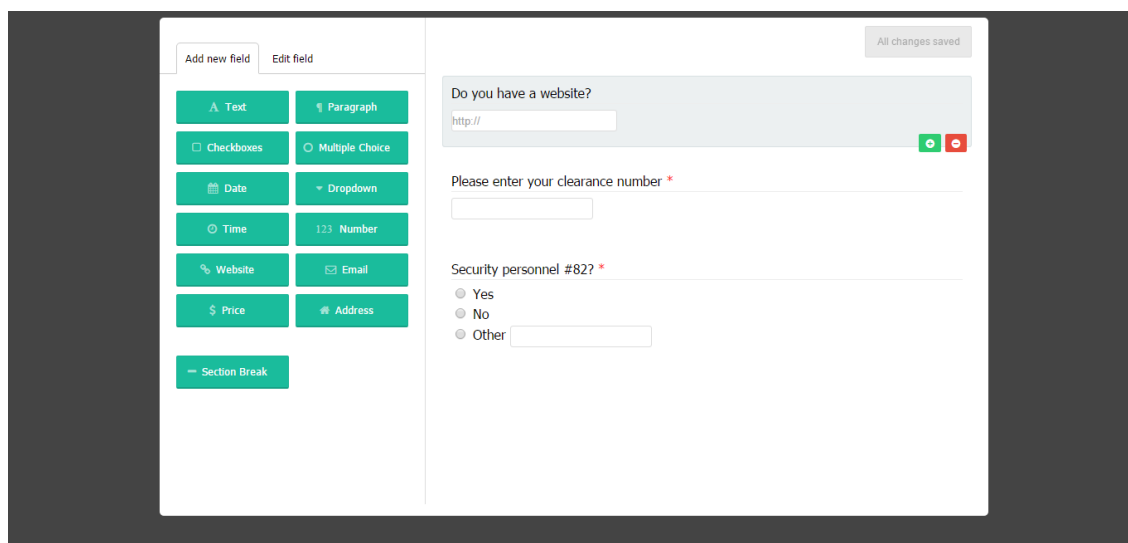 Add new field Edit field
All changes saved
A Text ¶ Paragraph
Checkboxes Multiple Choice
Date Dropdown
Time 123 Number
Website Email
$ Price Address
Section Break
Do you have a website?
http://
Please enter your clearance number *
Security personnel #82? *
Yes
No
Other